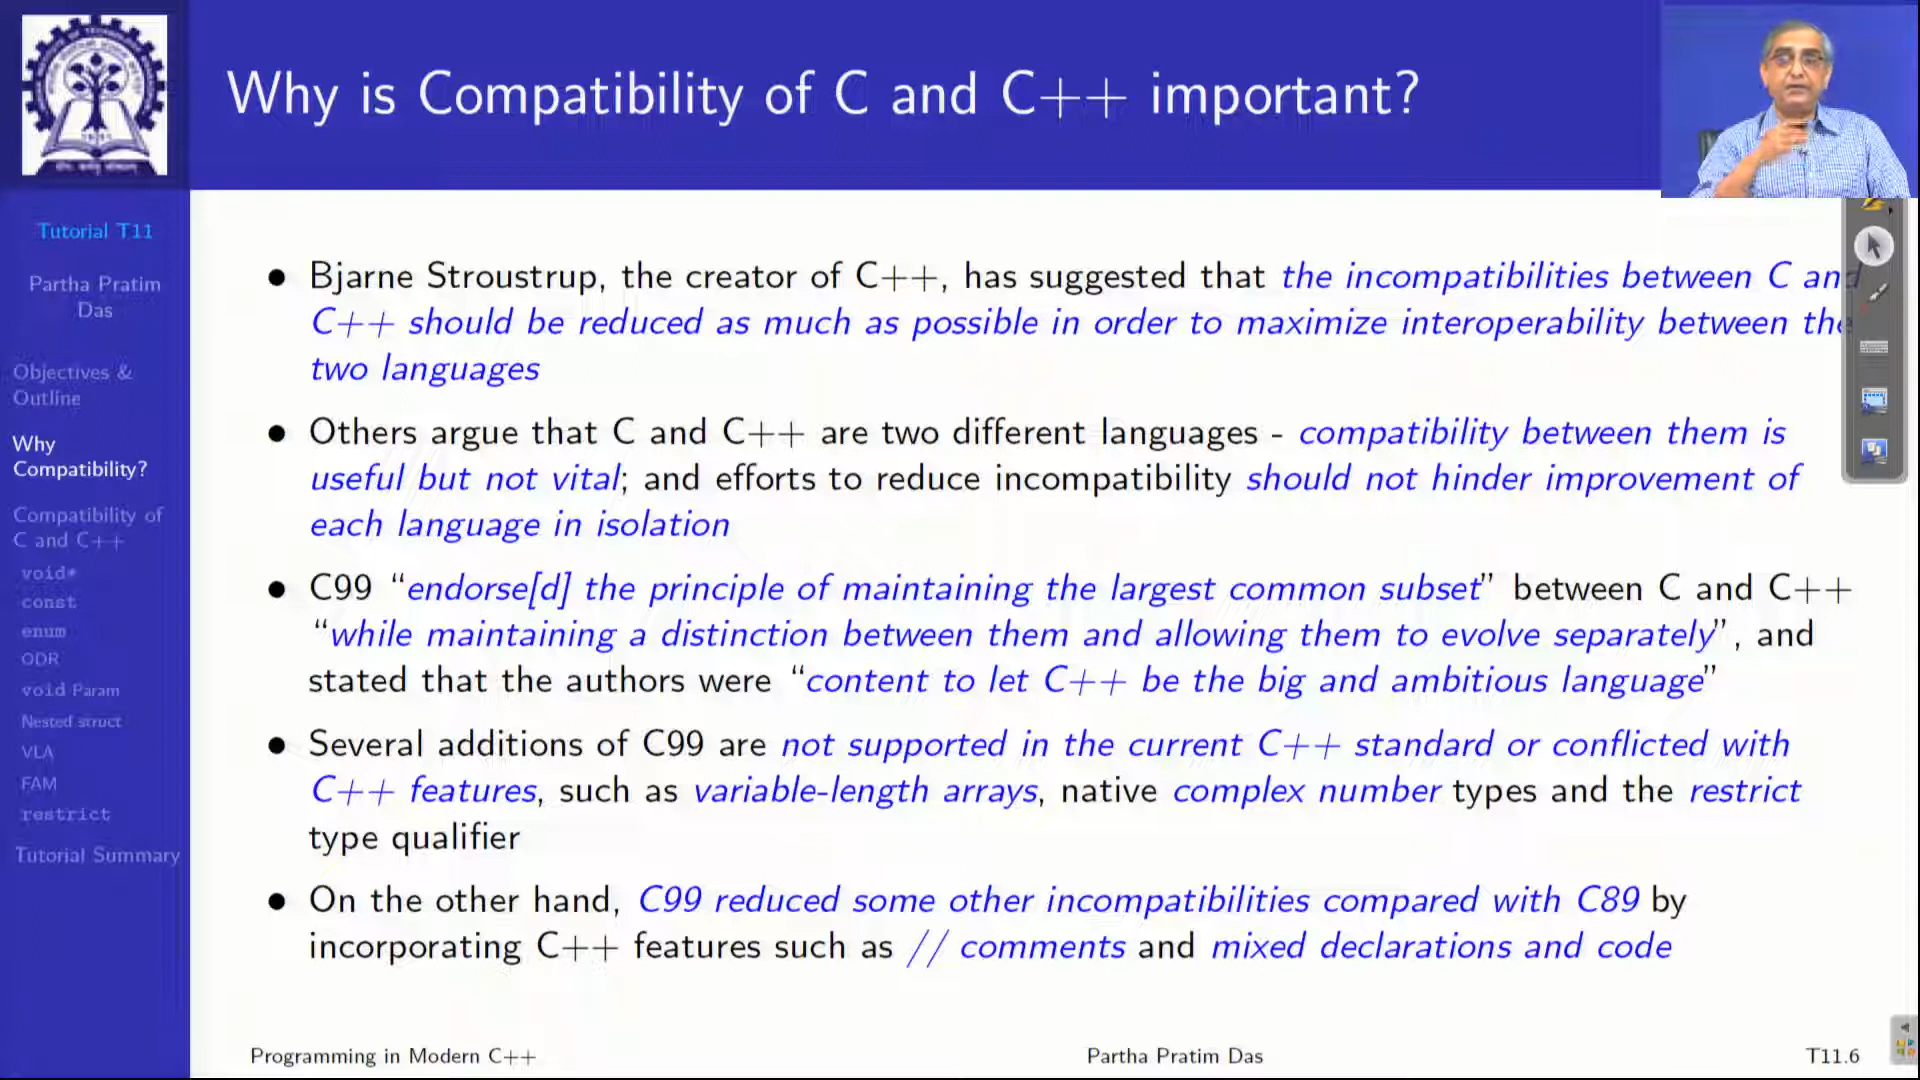 Why is Compatibility of C and C++ important?
Tutorial T11
Partha Pratim
Das
Objectives &
Outline
Why
Compatibility?
Compatibility of
C and C++
void*
const
enum
ODR
void Param
Nested struct
VLA
FAM
restrict
Tutorial Summary
• Bjarne Stroustrup, the creator of C++, has suggested that the incompatibilities between C and
C++ should be reduced as much as possible in order to maximize interoperability between the
two languages
• Others argue that C and C++ are two different languages - compatibility between them is
useful but not vital; and efforts to reduce incompatibility should not hinder improvement of
each language in isolation
• C99 “endorse[d] the principle of maintaining the largest common subset” between C and C++
“while maintaining a distinction between them and allowing them to evolve separately”, and
stated that the authors were “content to let C++ be the big and ambitious language”
• Several additions of C99 are not supported in the current C++ standard or conflicted with
C++ features, such as variable-length arrays, native complex number types and the restrict
type qualifier
• On the other hand, C99 reduced some other incompatibilities compared with C89 by
incorporating C++ features such as // comments and mixed declarations and code
Programming in Modern C++
Partha Pratim Das
T11.6